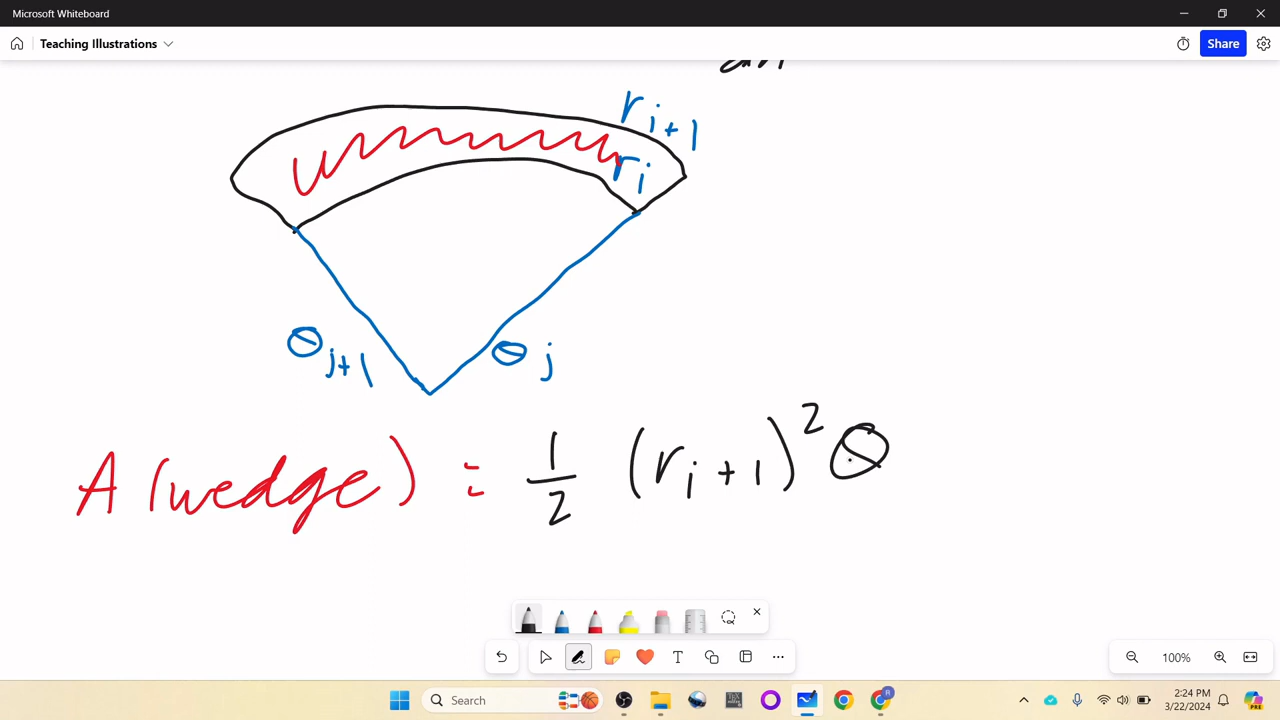 Microsoft Whiteboard
Teaching Illustrations
Share
r i+1
r i
θ j+1
θ j
A (wedge) = 1/2 (r i+1)² θ
100%
Search
2:24 PM
3/22/2024